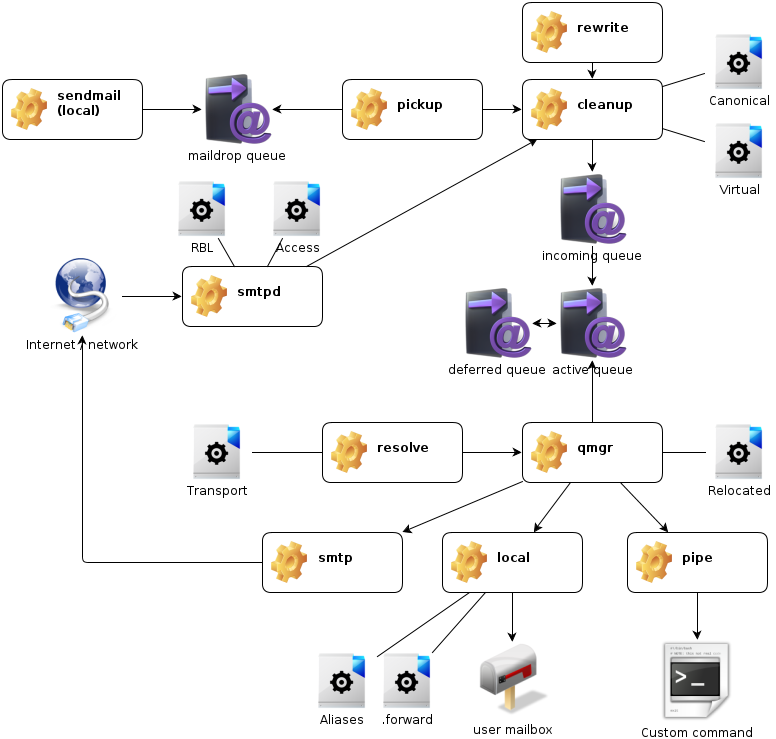 rewrite
sendmail
(local)
pickup
cleanup
Canonical
maildrop queue
Virtual
RBL
Access
incoming queue
smtpd
Internet / network
deferred queue
active queue
resolve
qmgr
Transport
Relocated
smtp
local
pipe
>_
Aliases
.forward
user mailbox
Custom command